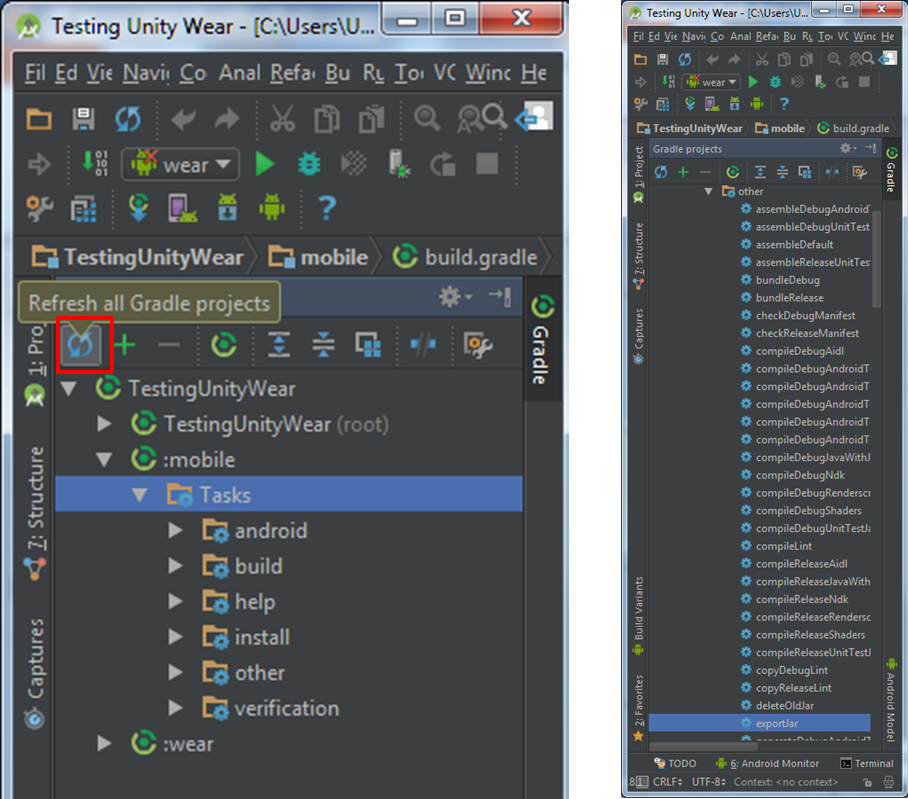 Testing Unity Wear - [C:\Users\U...
Fil Ed Vie Navi Co Anal Refa Bu Ru To VC Winc He
wear
TestingUnityWear mobile build.gradle
Refresh all Gradle projects
1: Proj
7: Structure
Captures
Gradle
TestingUnityWear
TestingUnityWear (root)
:mobile
Tasks
android
build
help
install
other
verification
:wear
Testing Unity Wear - [C:\Users\U...
Fil Ed Vie Navi Co Anal Refa Bu Ru To VC Winc He
wear
TestingUnityWear mobile build.gradle
Gradle projects
1: Project
7: Structure
Captures
Build Variants
2: Favorites
Gradle
Android Model
other
assembleDebugAndroidT
assembleDebugUnitTest
assembleDefault
assembleReleaseUnitTes
bundleDebug
bundleRelease
checkDebugManifest
checkReleaseManifest
compileDebugAidl
compileDebugAndroidT
compileDebugAndroidT
compileDebugAndroidT
compileDebugAndroidT
compileDebugAndroidT
compileDebugJavaWithJ
compileDebugNdk
compileDebugRenderscr
compileDebugShaders
compileDebugUnitTestJa
compileLint
compileReleaseAidl
compileReleaseJavaWith
compileReleaseNdk
compileReleaseRendersc
compileReleaseShaders
compileReleaseUnitTestJ
copyDebugLint
copyReleaseLint
deleteOldJar
exportJar
generateDebugAndroidT
TODO 6: Android Monitor Terminal
CRLF UTF-8 Context: <no context>